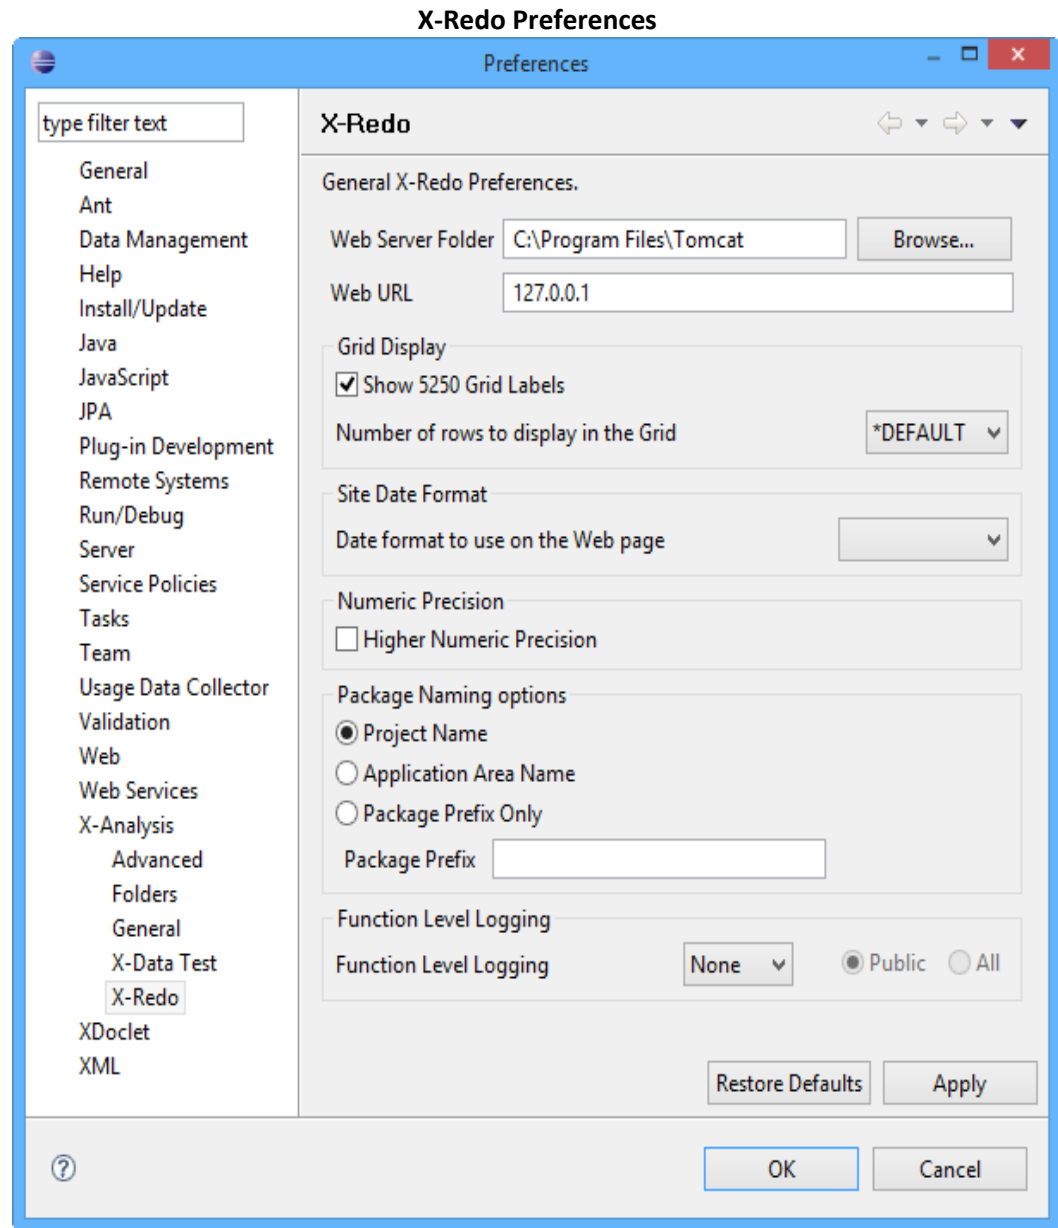 X-Redo Preferences
Preferences
type filter text
General
Ant
Data Management
Help
Install/Update
Java
JavaScript
JPA
Plug-in Development
Remote Systems
Run/Debug
Server
Service Policies
Tasks
Team
Usage Data Collector
Validation
Web
Web Services
X-Analysis
Advanced
Folders
General
X-Data Test
X-Redo
XDoclet
XML
X-Redo
General X-Redo Preferences.
Web Server Folder C:\Program Files\Tomcat Browse...
Web URL 127.0.0.1
Grid Display
Show 5250 Grid Labels
Number of rows to display in the Grid *DEFAULT
Site Date Format
Date format to use on the Web page
Numeric Precision
Higher Numeric Precision
Package Naming options
Project Name
Application Area Name
Package Prefix Only
Package Prefix
Function Level Logging
Function Level Logging None Public All
Restore Defaults Apply
? OK Cancel